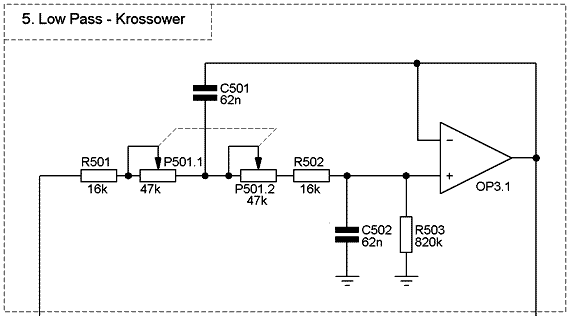 5. Low Pass - Krossower
C501
62n
R501
16k
P501.1
47k
P501.2
47k
R502
16k
C502
62n
R503
820k
−
+
OP3.1